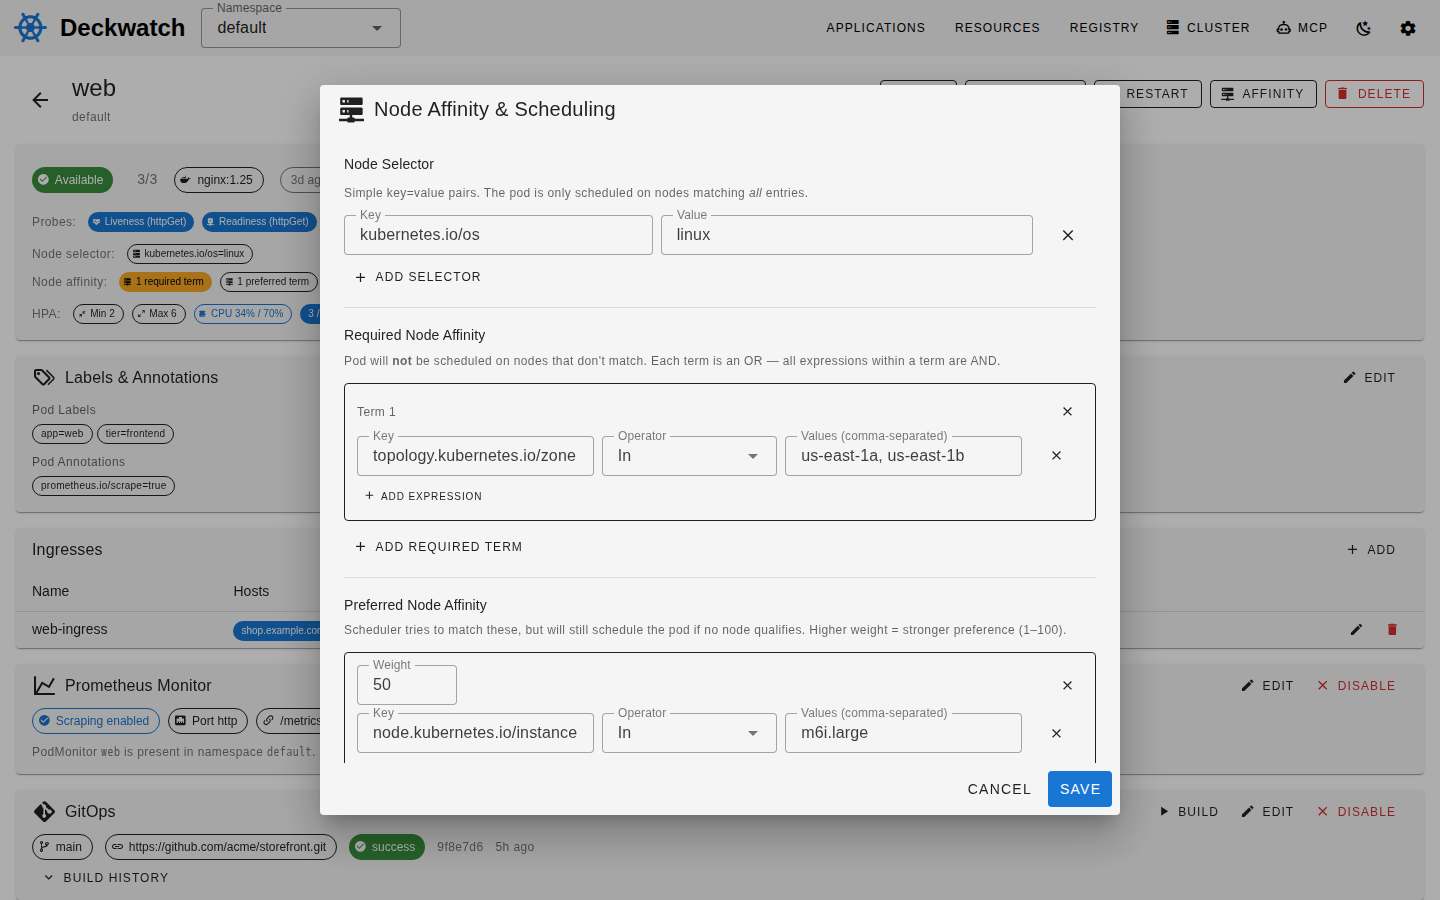 Deckwatch
Namespace
default
APPLICATIONS
RESOURCES
REGISTRY
CLUSTER
MCP
web
default
RESTART
AFFINITY
DELETE
Available
3/3
nginx:1.25
3d ag
Probes:
Liveness (httpGet)
Readiness (httpGet)
Node selector:
kubernetes.io/os=linux
Node affinity:
1 required term
1 preferred term
HPA:
Min 2
Max 6
CPU 34% / 70%
3 /
Labels & Annotations
EDIT
Pod Labels
app=web
tier=frontend
Pod Annotations
prometheus.io/scrape=true
Ingresses
ADD
Name
Hosts
web-ingress
shop.example.com
Prometheus Monitor
EDIT
DISABLE
Scraping enabled
Port http
/metrics
PodMonitor web is present in namespace default.
GitOps
BUILD
EDIT
DISABLE
main
https://github.com/acme/storefront.git
success
9f8e7d6
5h ago
BUILD HISTORY
Node Affinity & Scheduling
Node Selector
Simple key=value pairs. The pod is only scheduled on nodes matching all entries.
Key
kubernetes.io/os
Value
linux
ADD SELECTOR
Required Node Affinity
Pod will not be scheduled on nodes that don't match. Each term is an OR — all expressions within a term are AND.
Term 1
Key
topology.kubernetes.io/zone
Operator
In
Values (comma-separated)
us-east-1a, us-east-1b
ADD EXPRESSION
ADD REQUIRED TERM
Preferred Node Affinity
Scheduler tries to match these, but will still schedule the pod if no node qualifies. Higher weight = stronger preference (1–100).
Weight
50
Key
node.kubernetes.io/instance
Operator
In
Values (comma-separated)
m6i.large
CANCEL
SAVE